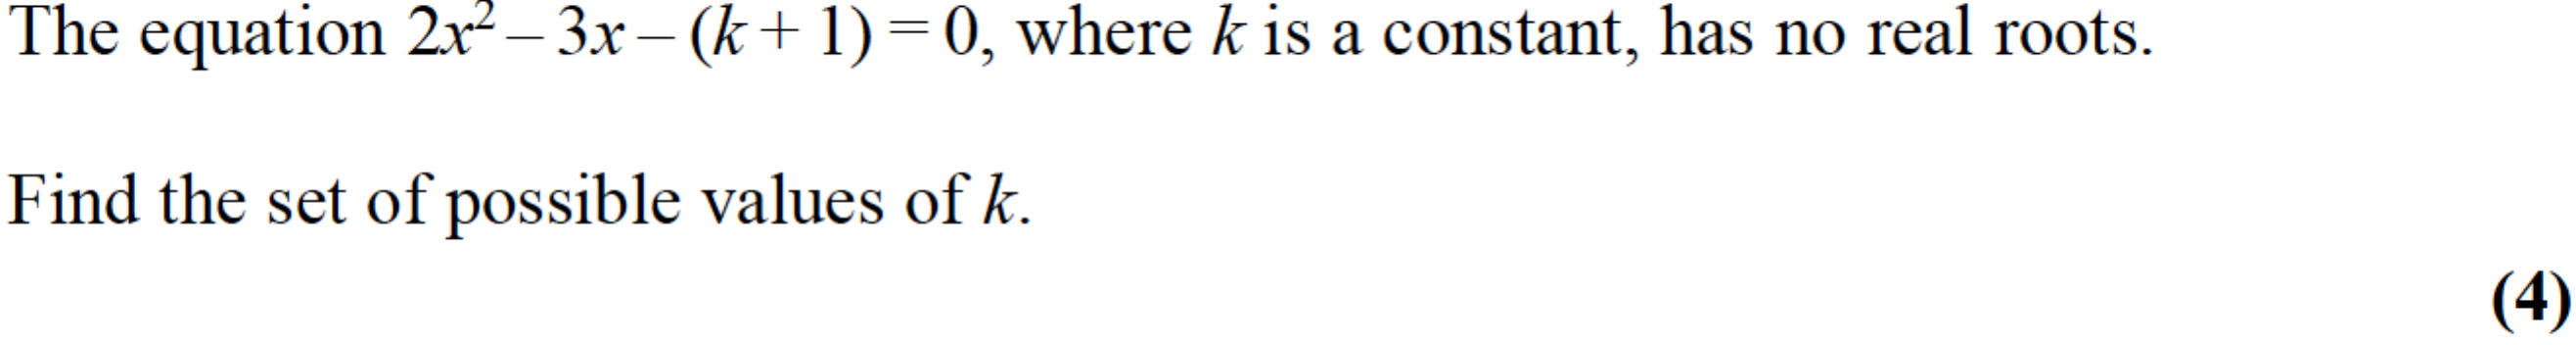 The equation 2x² – 3x – (k + 1) = 0, where k is a constant, has no real roots.
Find the set of possible values of k.
(4)